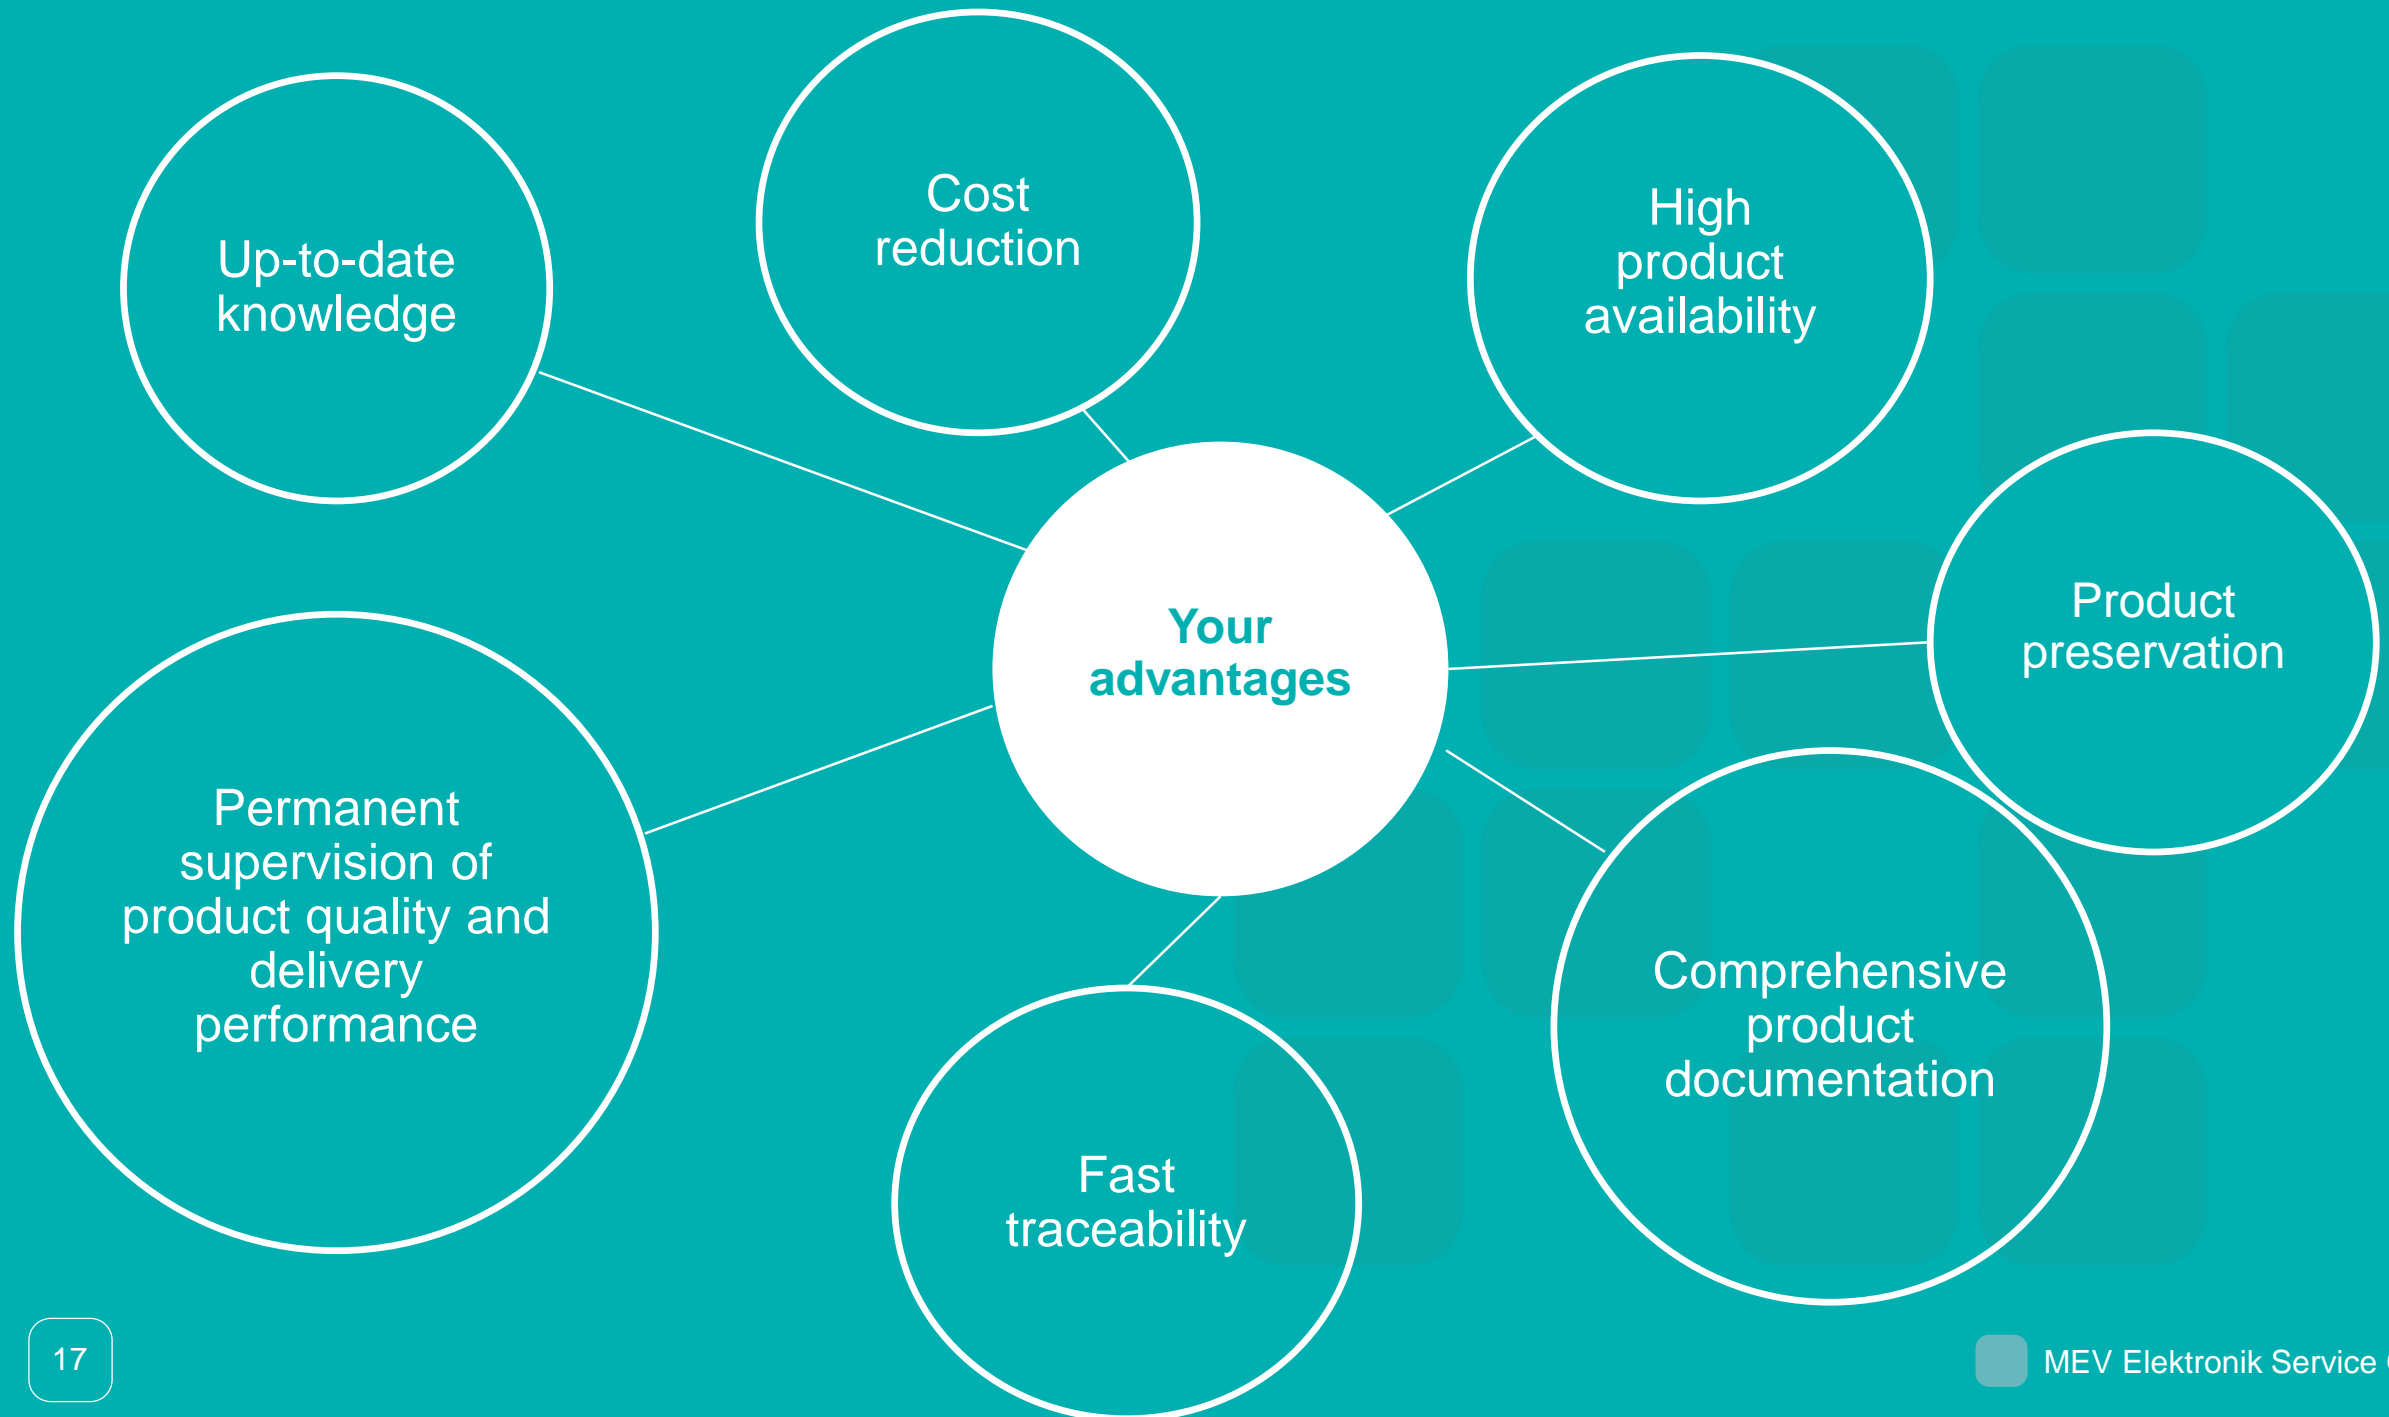 Up-to-date
knowledge
Cost
reduction
High
product
availability
Your
advantages
Product
preservation
Permanent
supervision of
product quality and
delivery
performance
Comprehensive
product
documentation
Fast
traceability
17
MEV Elektronik Service